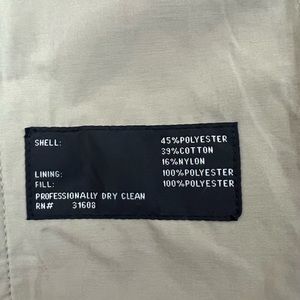 SHELL: 45%POLYESTER
39%COTTON
16%NYLON
LINING: 100%POLYESTER
FILL: 100%POLYESTER
PROFESSIONALLY DRY CLEAN
RN# 31608